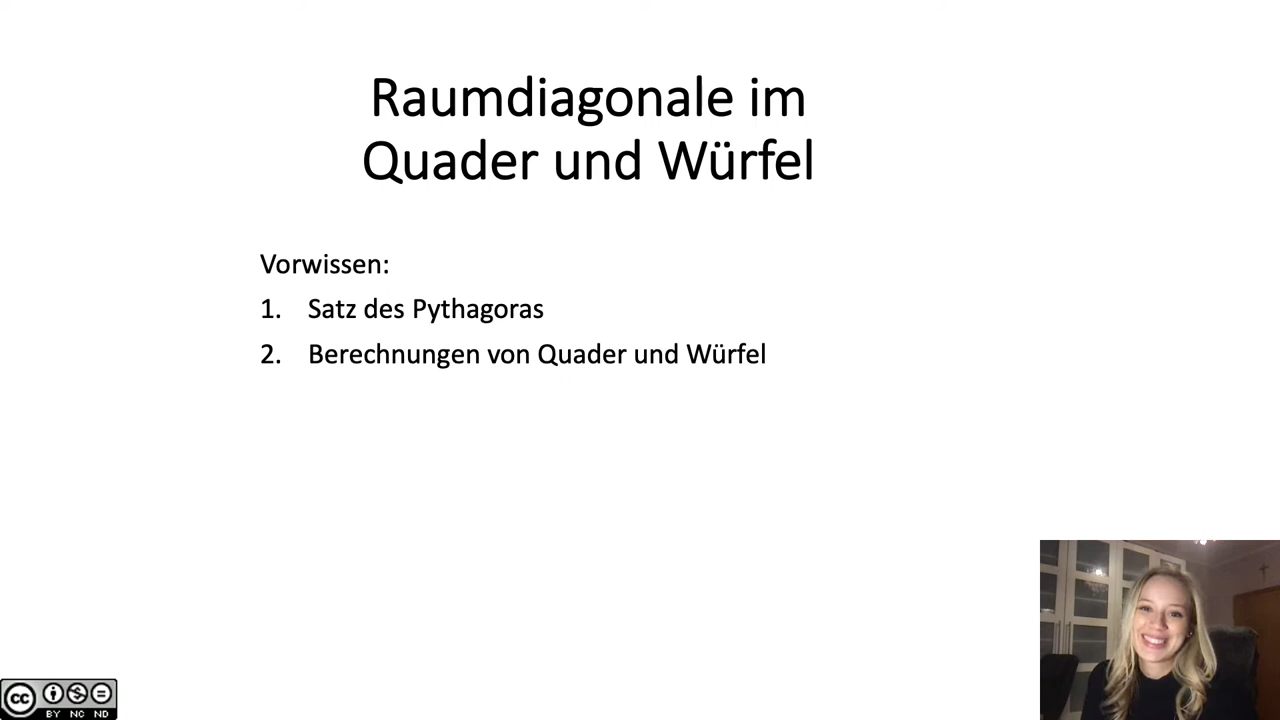 Raumdiagonale im
Quader und Würfel
Vorwissen:
1. Satz des Pythagoras
2. Berechnungen von Quader und Würfel
cc
BY NC ND